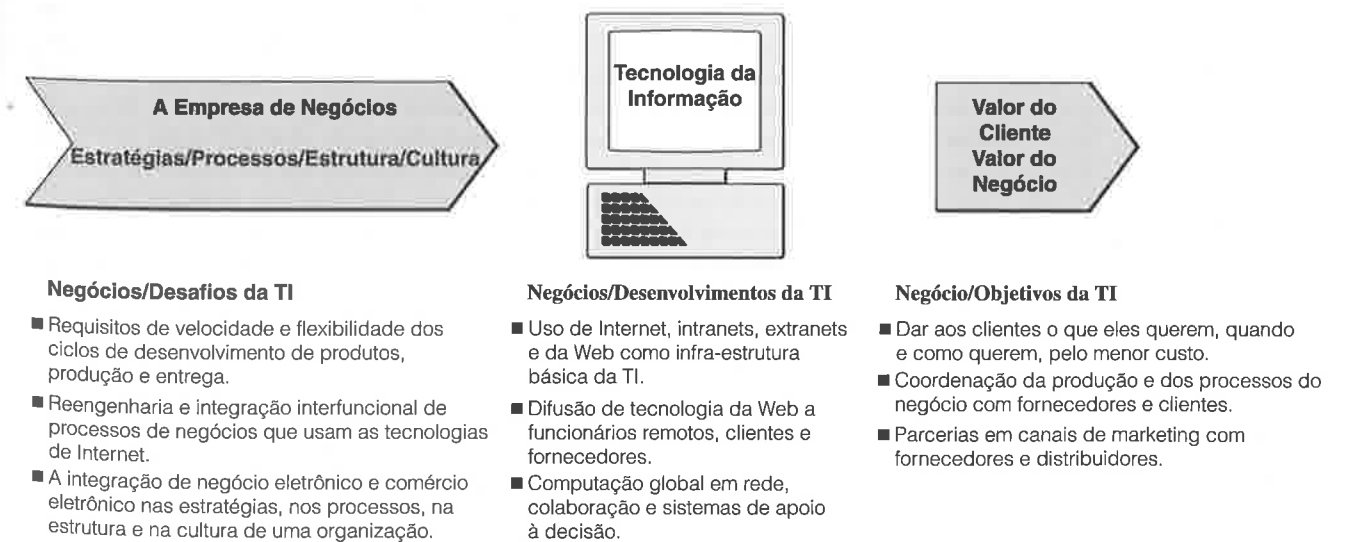 A Empresa de Negócios
Estratégias/Processos/Estrutura/Cultura
Tecnologia da
Informação
Valor do
Cliente
Valor do
Negócio
Negócios/Desafios da TI
■ Requisitos de velocidade e flexibilidade dos
ciclos de desenvolvimento de produtos,
produção e entrega.
■ Reengenharia e integração interfuncional de
processos de negócios que usam as tecnologias
de Internet.
■ A integração de negócio eletrônico e comércio
eletrônico nas estratégias, nos processos, na
estrutura e na cultura de uma organização.
Negócios/Desenvolvimentos da TI
■ Uso de Internet, intranets, extranets
e da Web como infra-estrutura
básica da TI.
■ Difusão de tecnologia da Web a
funcionários remotos, clientes e
fornecedores.
■ Computação global em rede,
colaboração e sistemas de apoio
à decisão.
Negócio/Objetivos da TI
■ Dar aos clientes o que eles querem, quando
e como querem, pelo menor custo.
■ Coordenação da produção e dos processos do
negócio com fornecedores e clientes.
■ Parcerias em canais de marketing com
fornecedores e distribuidores.